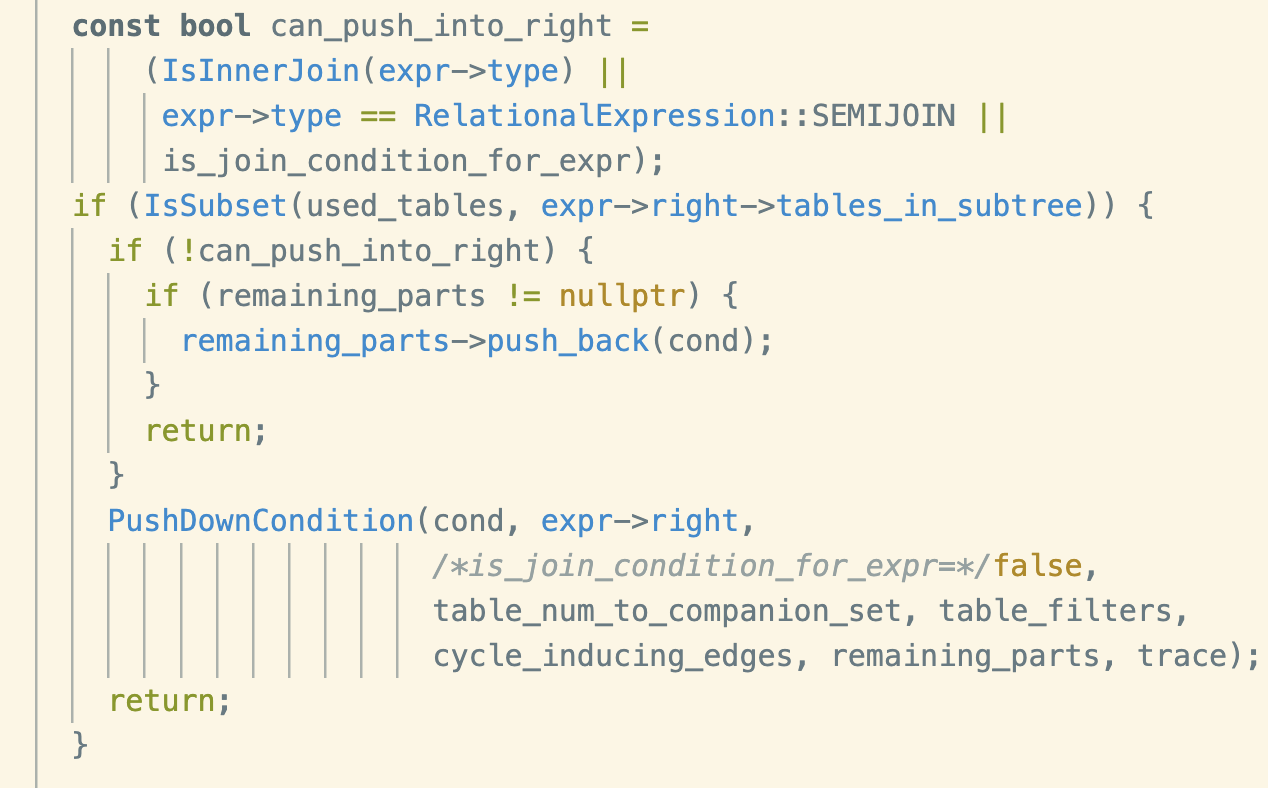 const bool can_push_into_right =
(IsInnerJoin(expr->type) ||
expr->type == RelationalExpression::SEMIJOIN ||
is_join_condition_for_expr);
if (IsSubset(used_tables, expr->right->tables_in_subtree)) {
if (!can_push_into_right) {
if (remaining_parts != nullptr) {
remaining_parts->push_back(cond);
}
return;
}
PushDownCondition(cond, expr->right,
/*is_join_condition_for_expr=*/false,
table_num_to_companion_set, table_filters,
cycle_inducing_edges, remaining_parts, trace);
return;
}